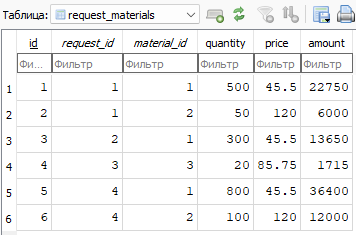 Таблица: request_materials
id request_id material_id quantity price amount
Фи... Фильтр Фильтр Фильтр Фильтр Фильтр
1 1 1 1 500 45.5 22750
2 2 1 2 50 120 6000
3 3 2 1 300 45.5 13650
4 4 3 3 20 85.75 1715
5 5 4 1 800 45.5 36400
6 6 4 2 100 120 12000